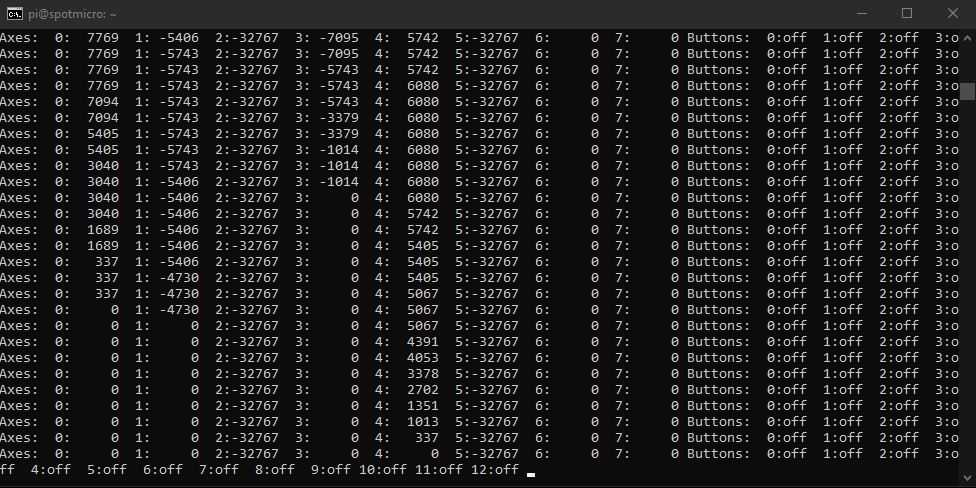 pi@spotmicro: ~
Axes:  0:  7769  1: -5406  2:-32767  3: -7095  4:  5742  5:-32767  6:     0  7:     0 Buttons:  0:off  1:off  2:off  3:o
Axes:  0:  7769  1: -5743  2:-32767  3: -7095  4:  5742  5:-32767  6:     0  7:     0 Buttons:  0:off  1:off  2:off  3:o
Axes:  0:  7769  1: -5743  2:-32767  3: -5743  4:  5742  5:-32767  6:     0  7:     0 Buttons:  0:off  1:off  2:off  3:o
Axes:  0:  7769  1: -5743  2:-32767  3: -5743  4:  6080  5:-32767  6:     0  7:     0 Buttons:  0:off  1:off  2:off  3:o
Axes:  0:  7094  1: -5743  2:-32767  3: -5743  4:  6080  5:-32767  6:     0  7:     0 Buttons:  0:off  1:off  2:off  3:o
Axes:  0:  7094  1: -5743  2:-32767  3: -3379  4:  6080  5:-32767  6:     0  7:     0 Buttons:  0:off  1:off  2:off  3:o
Axes:  0:  5405  1: -5743  2:-32767  3: -3379  4:  6080  5:-32767  6:     0  7:     0 Buttons:  0:off  1:off  2:off  3:o
Axes:  0:  5405  1: -5743  2:-32767  3: -1014  4:  6080  5:-32767  6:     0  7:     0 Buttons:  0:off  1:off  2:off  3:o
Axes:  0:  3040  1: -5743  2:-32767  3: -1014  4:  6080  5:-32767  6:     0  7:     0 Buttons:  0:off  1:off  2:off  3:o
Axes:  0:  3040  1: -5406  2:-32767  3: -1014  4:  6080  5:-32767  6:     0  7:     0 Buttons:  0:off  1:off  2:off  3:o
Axes:  0:  3040  1: -5406  2:-32767  3:     0  4:  6080  5:-32767  6:     0  7:     0 Buttons:  0:off  1:off  2:off  3:o
Axes:  0:  3040  1: -5406  2:-32767  3:     0  4:  5742  5:-32767  6:     0  7:     0 Buttons:  0:off  1:off  2:off  3:o
Axes:  0:  1689  1: -5406  2:-32767  3:     0  4:  5742  5:-32767  6:     0  7:     0 Buttons:  0:off  1:off  2:off  3:o
Axes:  0:  1689  1: -5406  2:-32767  3:     0  4:  5405  5:-32767  6:     0  7:     0 Buttons:  0:off  1:off  2:off  3:o
Axes:  0:   337  1: -5406  2:-32767  3:     0  4:  5405  5:-32767  6:     0  7:     0 Buttons:  0:off  1:off  2:off  3:o
Axes:  0:   337  1: -4730  2:-32767  3:     0  4:  5405  5:-32767  6:     0  7:     0 Buttons:  0:off  1:off  2:off  3:o
Axes:  0:   337  1: -4730  2:-32767  3:     0  4:  5067  5:-32767  6:     0  7:     0 Buttons:  0:off  1:off  2:off  3:o
Axes:  0:     0  1: -4730  2:-32767  3:     0  4:  5067  5:-32767  6:     0  7:     0 Buttons:  0:off  1:off  2:off  3:o
Axes:  0:     0  1:     0  2:-32767  3:     0  4:  5067  5:-32767  6:     0  7:     0 Buttons:  0:off  1:off  2:off  3:o
Axes:  0:     0  1:     0  2:-32767  3:     0  4:  4391  5:-32767  6:     0  7:     0 Buttons:  0:off  1:off  2:off  3:o
Axes:  0:     0  1:     0  2:-32767  3:     0  4:  4053  5:-32767  6:     0  7:     0 Buttons:  0:off  1:off  2:off  3:o
Axes:  0:     0  1:     0  2:-32767  3:     0  4:  3378  5:-32767  6:     0  7:     0 Buttons:  0:off  1:off  2:off  3:o
Axes:  0:     0  1:     0  2:-32767  3:     0  4:  2702  5:-32767  6:     0  7:     0 Buttons:  0:off  1:off  2:off  3:o
Axes:  0:     0  1:     0  2:-32767  3:     0  4:  1351  5:-32767  6:     0  7:     0 Buttons:  0:off  1:off  2:off  3:o
Axes:  0:     0  1:     0  2:-32767  3:     0  4:  1013  5:-32767  6:     0  7:     0 Buttons:  0:off  1:off  2:off  3:o
Axes:  0:     0  1:     0  2:-32767  3:     0  4:   337  5:-32767  6:     0  7:     0 Buttons:  0:off  1:off  2:off  3:o
Axes:  0:     0  1:     0  2:-32767  3:     0  4:     0  5:-32767  6:     0  7:     0 Buttons:  0:off  1:off  2:off  3:o
ff  4:off  5:off  6:off  7:off  8:off  9:off 10:off 11:off 12:off